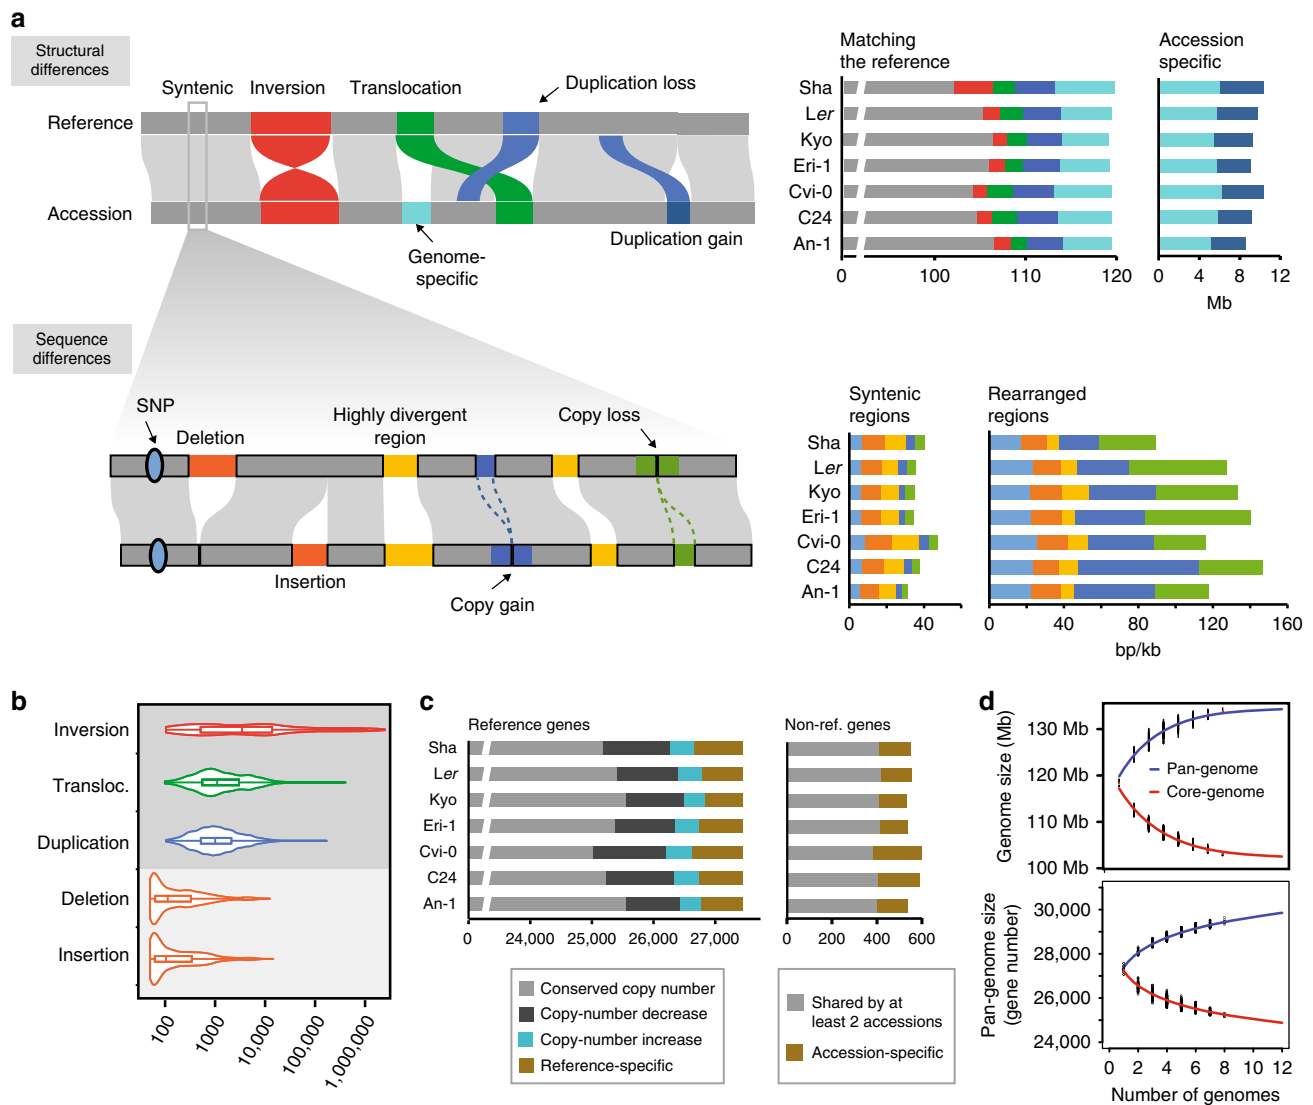 a
Structural
differences
Syntenic
Inversion
Translocation
Duplication loss
Reference
Accession
Genome-
specific
Duplication gain
Matching
the reference
Accession
specific
Sha
Ler
Kyo
Eri-1
Cvi-0
C24
An-1
0 100 110 120
0 4 8 12
Mb
Sequence
differences
SNP
Deletion
Highly divergent
region
Copy loss
Insertion
Copy gain
Syntenic
regions
Rearranged
regions
Sha
Ler
Kyo
Eri-1
Cvi-0
C24
An-1
0 40
0 40 80 120 160
bp/kb
b
Inversion
Transloc.
Duplication
Deletion
Insertion
100 1000 10,000 100,000 1,000,000
c
Reference genes
Non-ref. genes
Sha
Ler
Kyo
Eri-1
Cvi-0
C24
An-1
0 24,000 25,000 26,000 27,000
0 200 400 600
Conserved copy number
Copy-number decrease
Copy-number increase
Reference-specific
Shared by at
least 2 accessions
Accession-specific
d
Genome size (Mb)
130 Mb
120 Mb
110 Mb
100 Mb
Pan-genome
Core-genome
Pan-genome size
(gene number)
30,000
28,000
26,000
24,000
0 2 4 6 8 10 12
Number of genomes